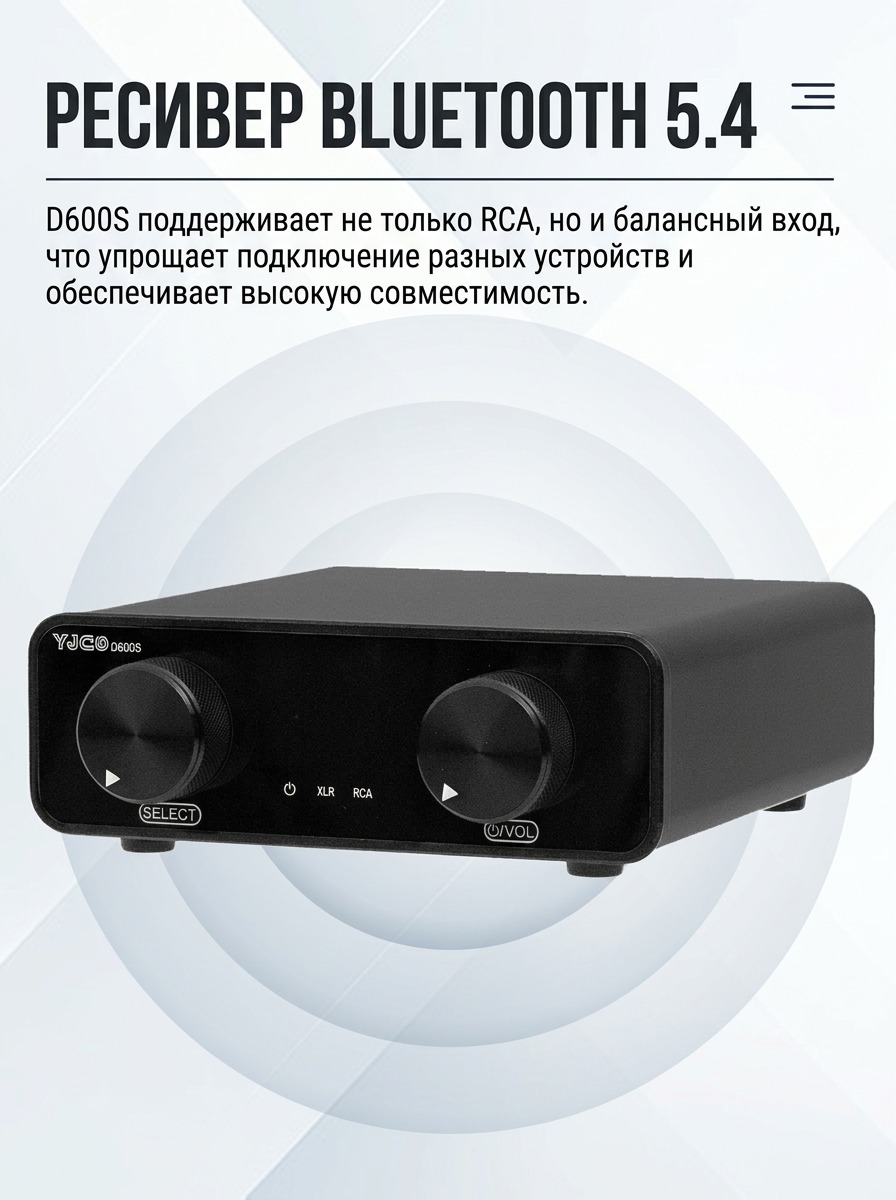 РЕСИВЕР BLUETOOTH 5.4
D600S поддерживает не только RCA, но и балансный вход,
что упрощает подключение разных устройств и
обеспечивает высокую совместимость.
YJCO D600S
XLR RCA
SELECT
/VOL